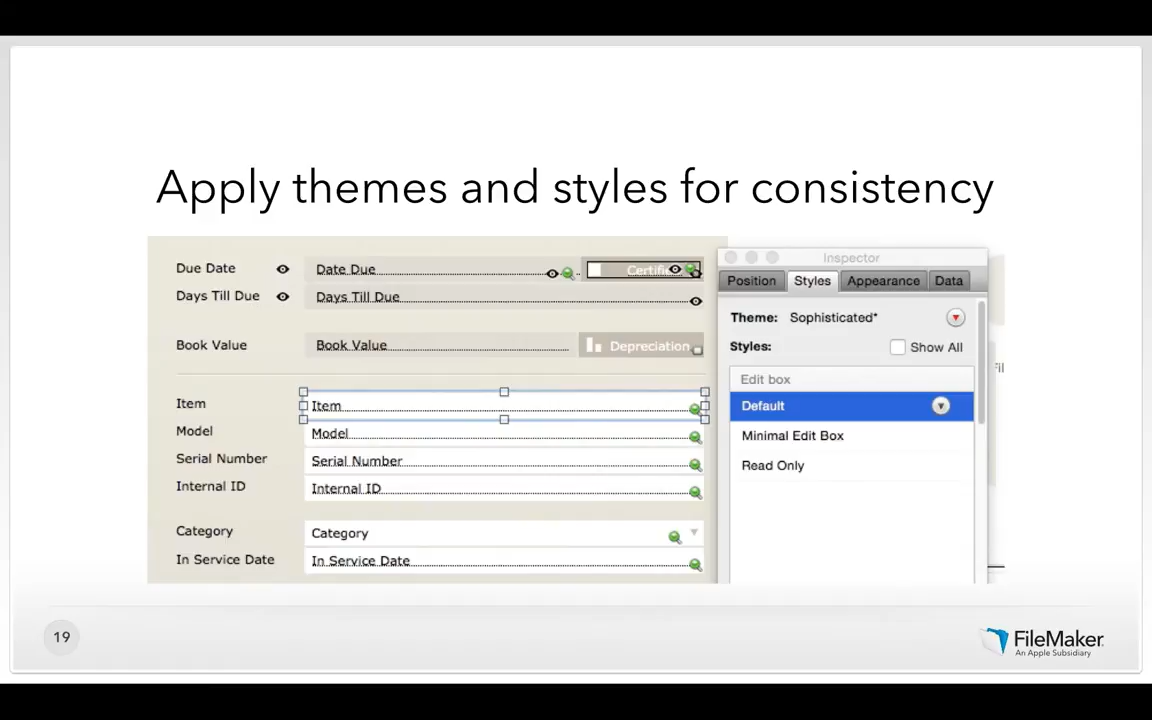 Apply themes and styles for consistency
Due Date
Date Due
Days Till Due
Days Till Due
Book Value
Book Value
Depreciation
Item
Item
Model
Model
Serial Number
Serial Number
Internal ID
Internal ID
Category
Category
In Service Date
In Service Date
Inspector
Position Styles Appearance Data
Theme: Sophisticated*
Styles: Show All
Edit box
Default
Minimal Edit Box
Read Only
19
FileMaker
An Apple Subsidiary